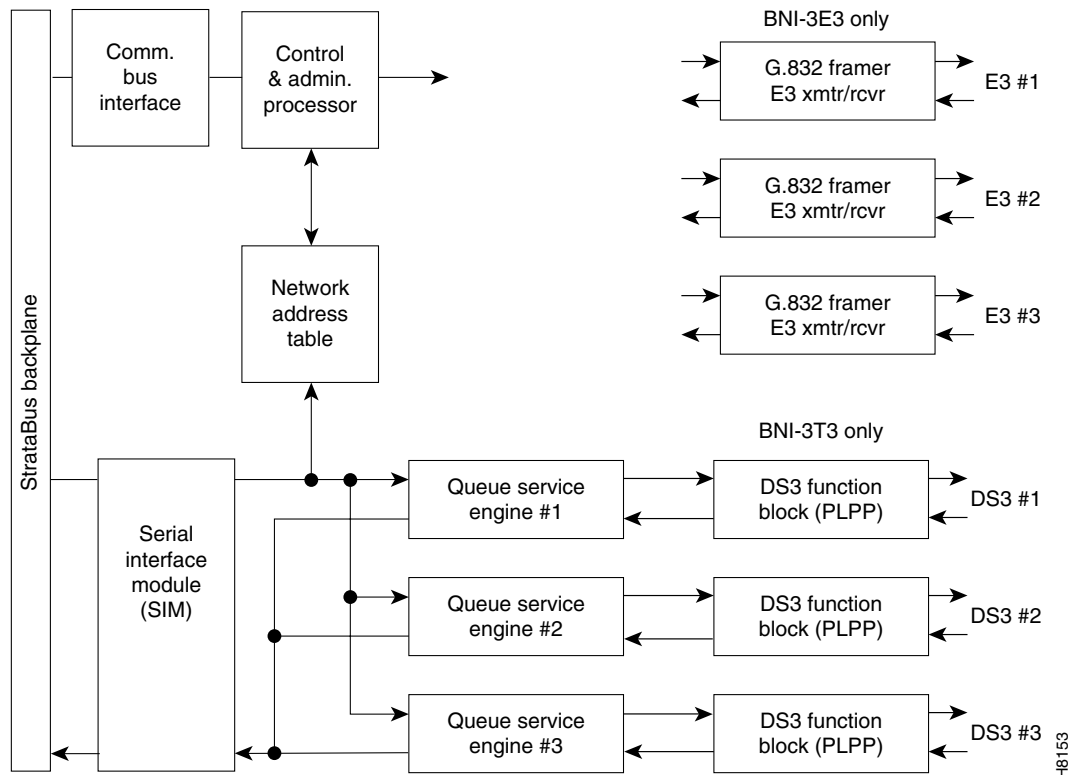 BNI-3E3 only
Comm.
bus
interface
Control
& admin.
processor
G.832 framer
E3 xmtr/rcvr
E3 #1
G.832 framer
E3 xmtr/rcvr
E3 #2
Network
address
table
G.832 framer
E3 xmtr/rcvr
E3 #3
StrataBus backplane
BNI-3T3 only
Serial
interface
module
(SIM)
Queue service
engine #1
DS3 function
block (PLPP)
DS3 #1
Queue service
engine #2
DS3 function
block (PLPP)
DS3 #2
Queue service
engine #3
DS3 function
block (PLPP)
DS3 #3
H8153